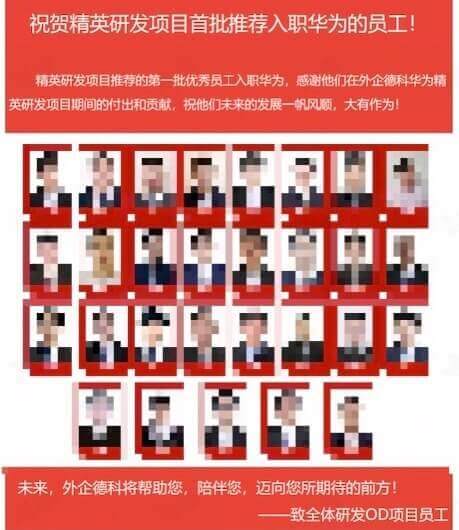 祝贺精英研发项目首批推荐入职华为的员工！
精英研发项目推荐的第一批优秀员工入职华为，感谢他们在外企德科华为精
英研发项目期间的付出和贡献，祝他们未来的发展一帆风顺，大有作为！
未来，外企德科将帮助您，陪伴您，迈向您所期待的前方！
——致全体研发OD项目员工